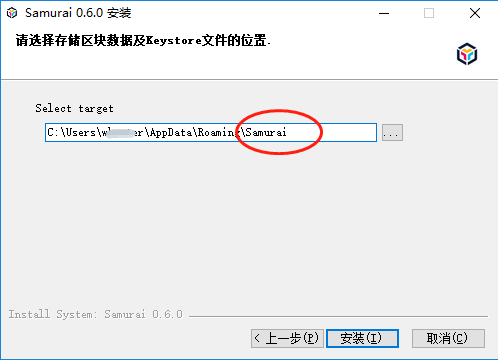 Samurai 0.6.0 安装
请选择存储区块数据及Keystore文件的位置.
Select target
C:\Users\ \AppData\Roaming\Samurai
...
Install System: Samurai 0.6.0
< 上一步(P)
安装(I)
取消(C)